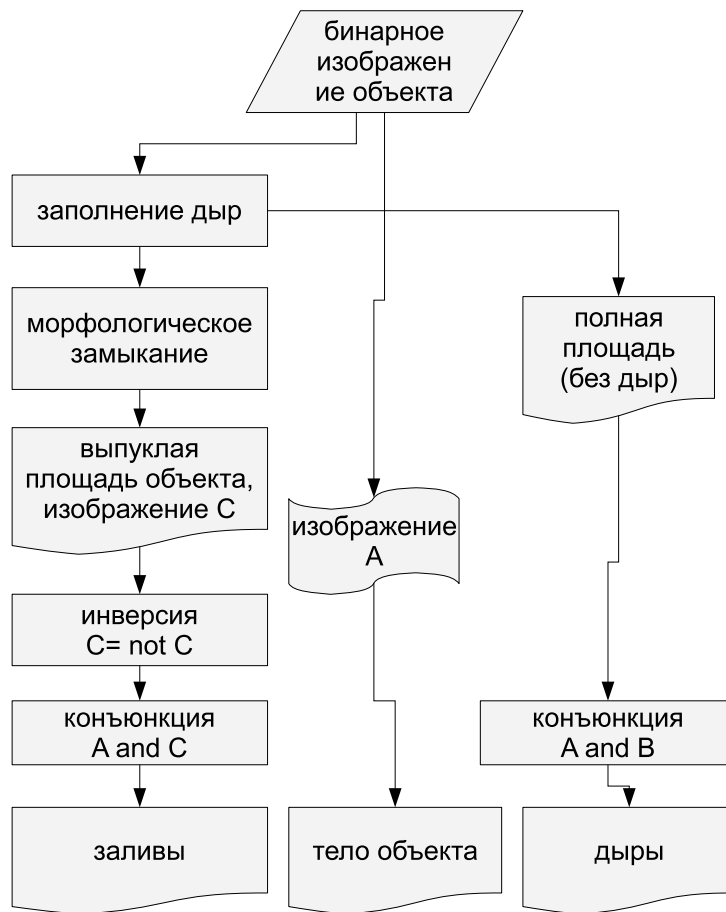 бинарное
изображен
ие объекта
заполнение дыр
морфологическое
замыкание
полная
площадь
(без дыр)
выпуклая
площадь объекта,
изображение С
изображение
А
инверсия
C= not C
конъюнкция
A and C
конъюнкция
A and B
заливы
тело объекта
дыры